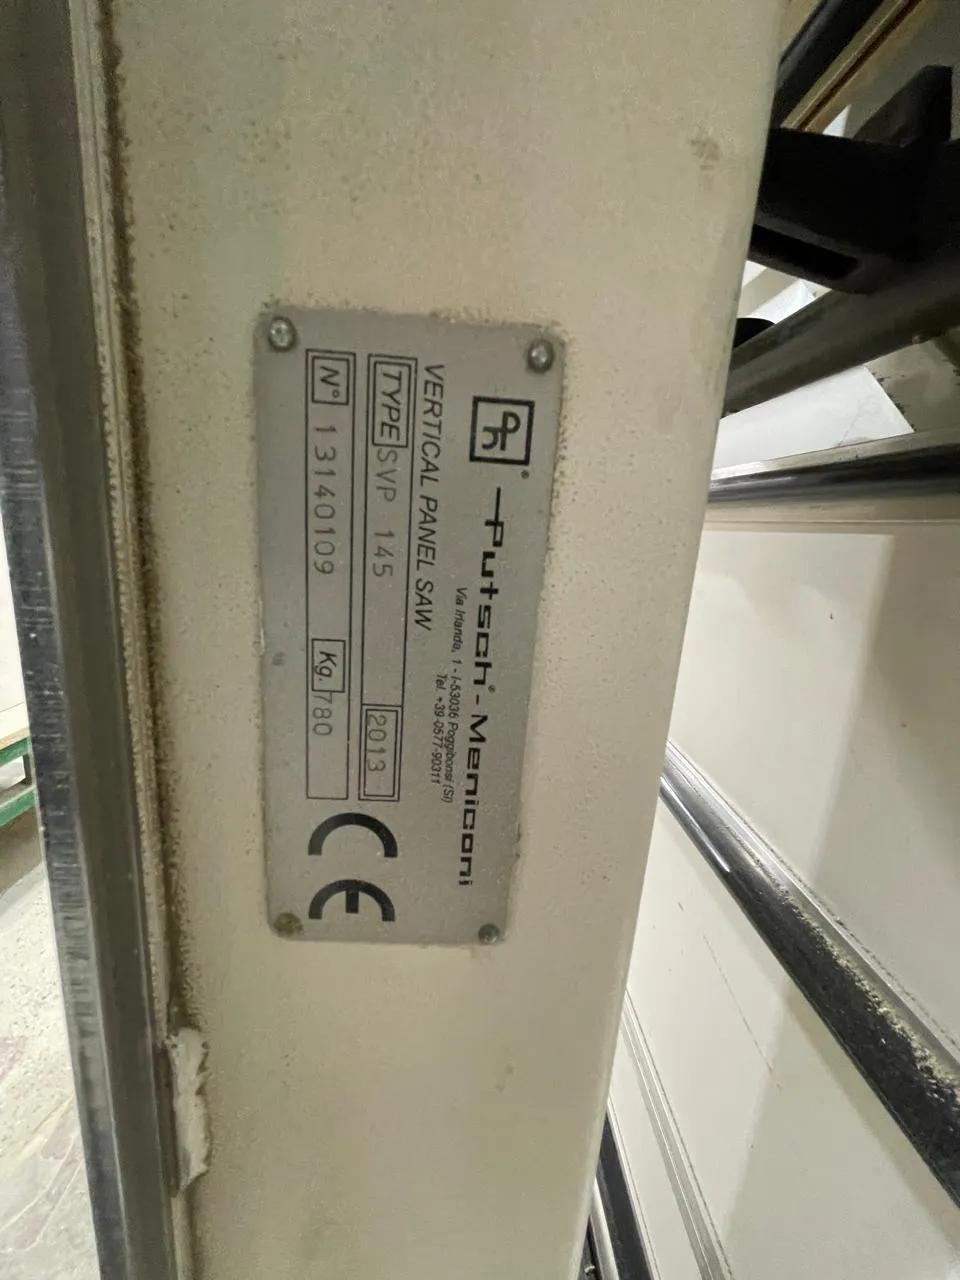 Putsch®-Meniconi
Via Irlanda, 1 - I-53036 Poggibonsi (SI)
Tel. +39-0577-90311
VERTICAL PANEL SAW
TYPE SVP 145 2013
N° 13140109 Kg. 780
CE